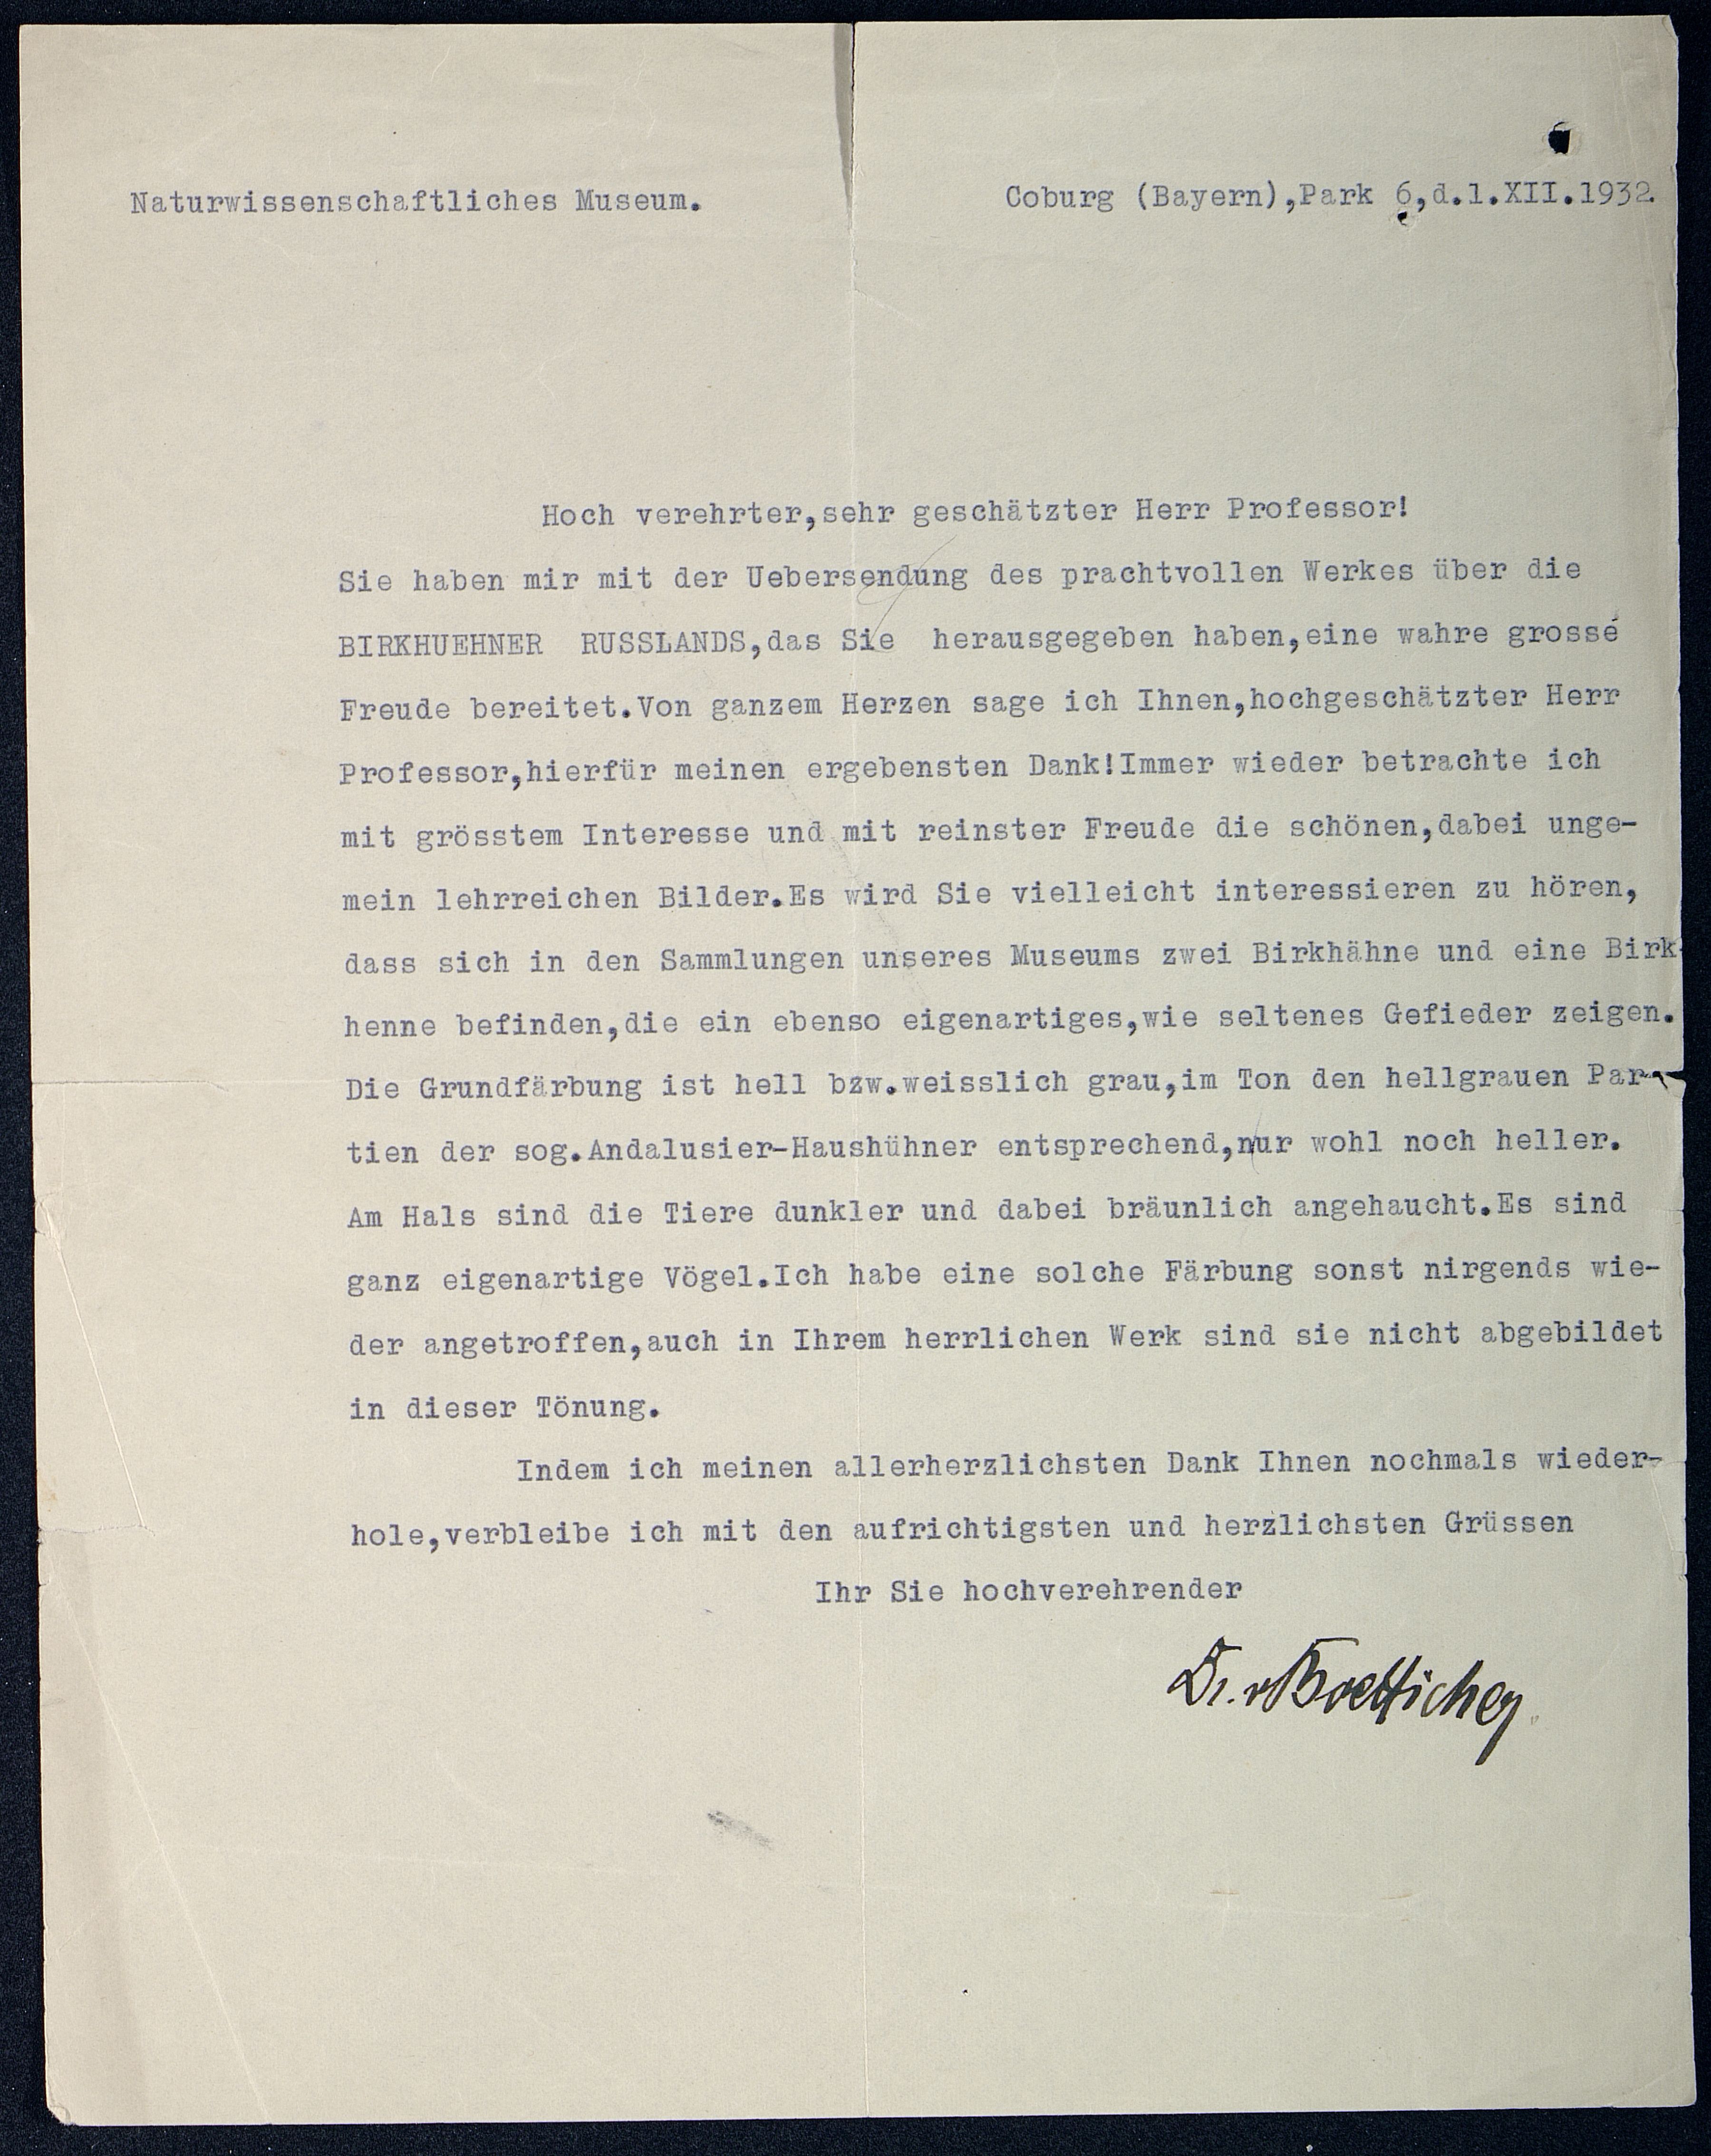 Naturwissenschaftliches Museum. Coburg (Bayern),Park 6,d.1.XII.1932.
Hoch verehrter,sehr geschätzter Herr Professor!
Sie haben mir mit der Uebersendung des prachtvollen Werkes über die
BIRKHUEHNER RUSSLANDS,das Sie herausgegeben haben,eine wahre grosse
Freude bereitet.Von ganzem Herzen sage ich Ihnen,hochgeschätzter Herr
Professor,hierfür meinen ergebensten Dank!Immer wieder betrachte ich
mit grösstem Interesse und mit reinster Freude die schönen,dabei unge-
mein lehrreichen Bilder.Es wird Sie vielleicht interessieren zu hören,
dass sich in den Sammlungen unseres Museums zwei Birkhähne und eine Birk-
henne befinden,die ein ebenso eigenartiges,wie seltenes Gefieder zeigen.
Die Grundfärbung ist hell bzw.weisslich grau,im Ton den hellgrauen Par-
tien der sog.Andalusier-Haushühner entsprechend,nur wohl noch heller.
Am Hals sind die Tiere dunkler und dabei bräunlich angehaucht.Es sind
ganz eigenartige Vögel.Ich habe eine solche Färbung sonst nirgends wie-
der angetroffen,auch in Ihrem herrlichen Werk sind sie nicht abgebildet
in dieser Tönung.
Indem ich meinen allerherzlichsten Dank Ihnen nochmals wieder-
hole,verbleibe ich mit den aufrichtigsten und herzlichsten Grüssen
Ihr Sie hochverehrender
Dr. v Boetticher